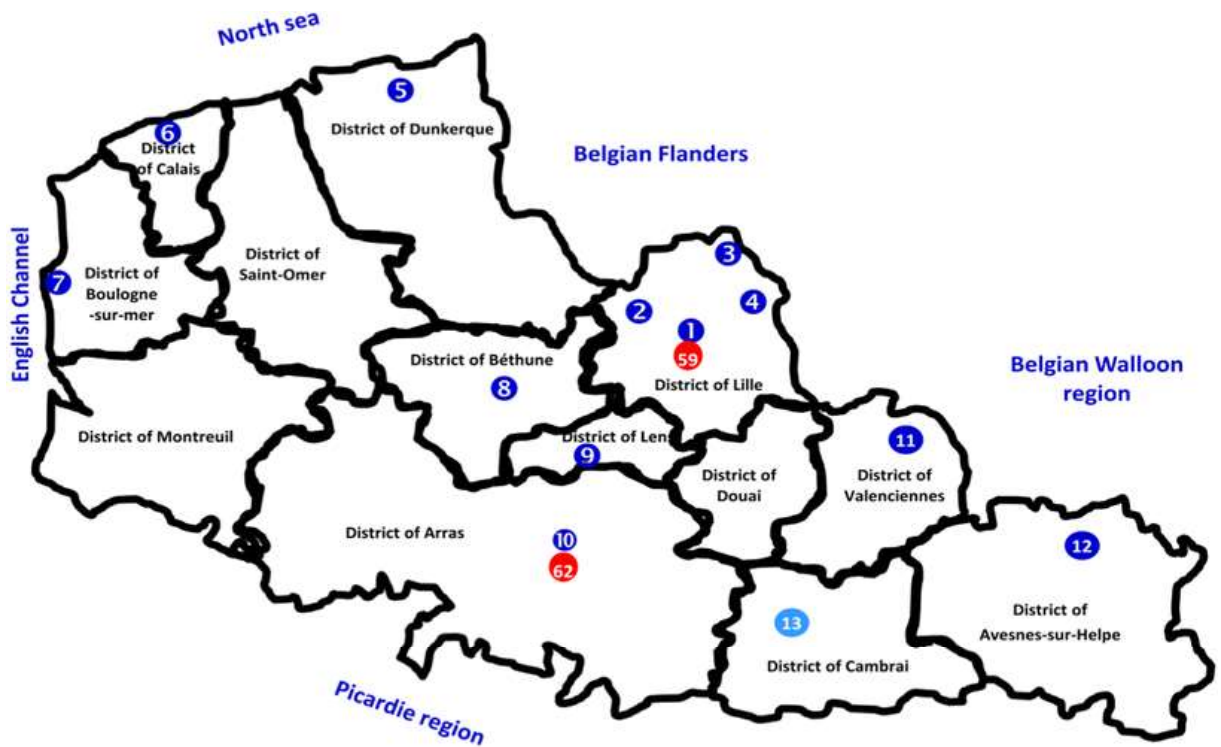 North sea
5
District of Dunkerque
6
District
of Calais
Belgian Flanders
English Channel
7
District of
Boulogne
-sur-mer
District of
Saint-Omer
3
2
4
1
59
District of Lille
Belgian Walloon
region
District of Béthune
8
District of Montreuil
District of Lens
9
11
District of
Valenciennes
District of
Douai
District of Arras
10
62
12
District of
Avesnes-sur-Helpe
13
District of Cambrai
Picardie region